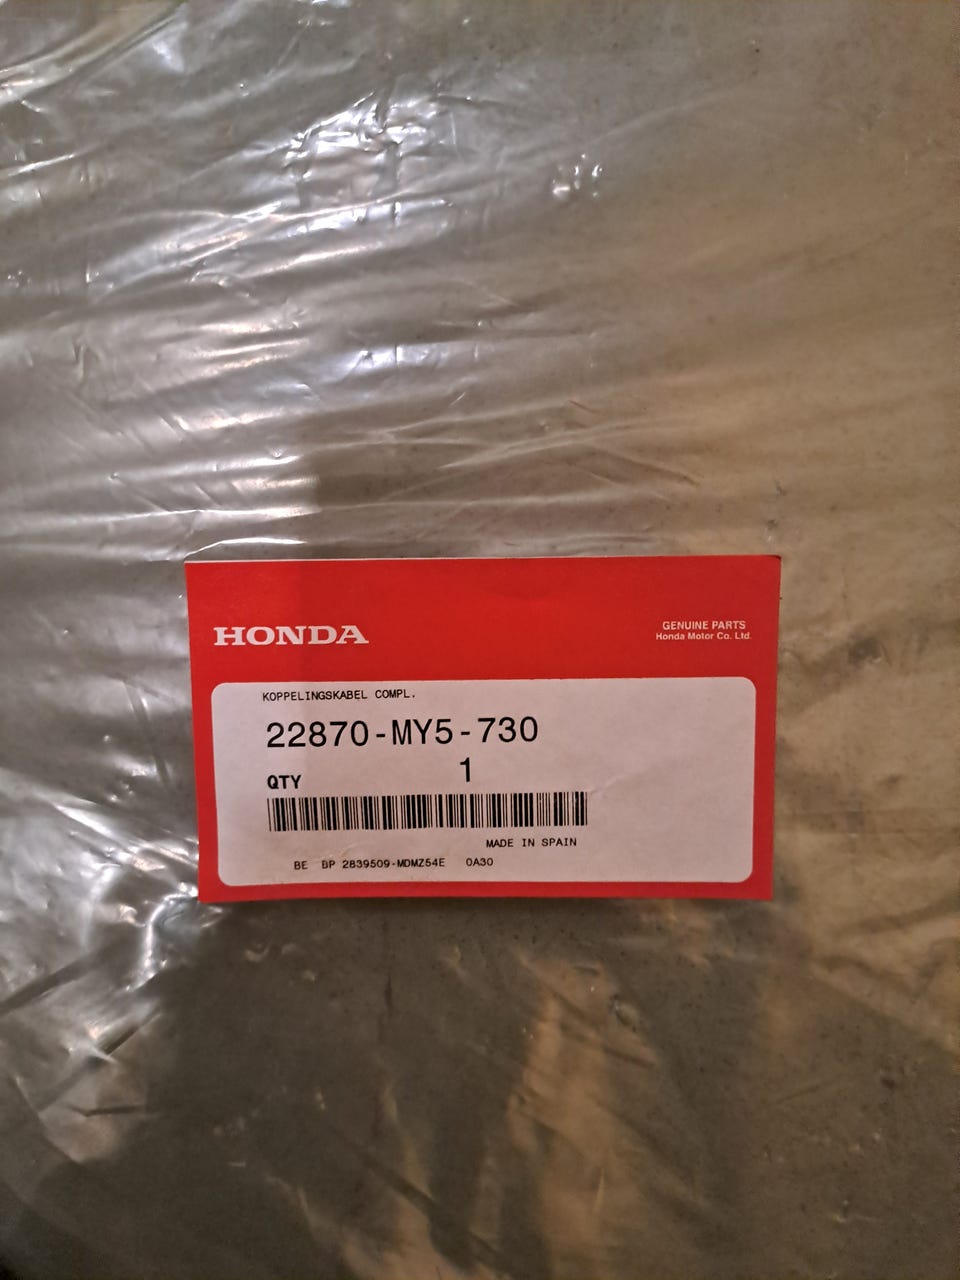 HONDA
GENUINE PARTS
Honda Motor Co. Ltd.
KOPPELINGSKABEL COMPL.
22870-MY5-730
QTY 1
MADE IN SPAIN
BE DP 2839509-MDMZ54E 0A30